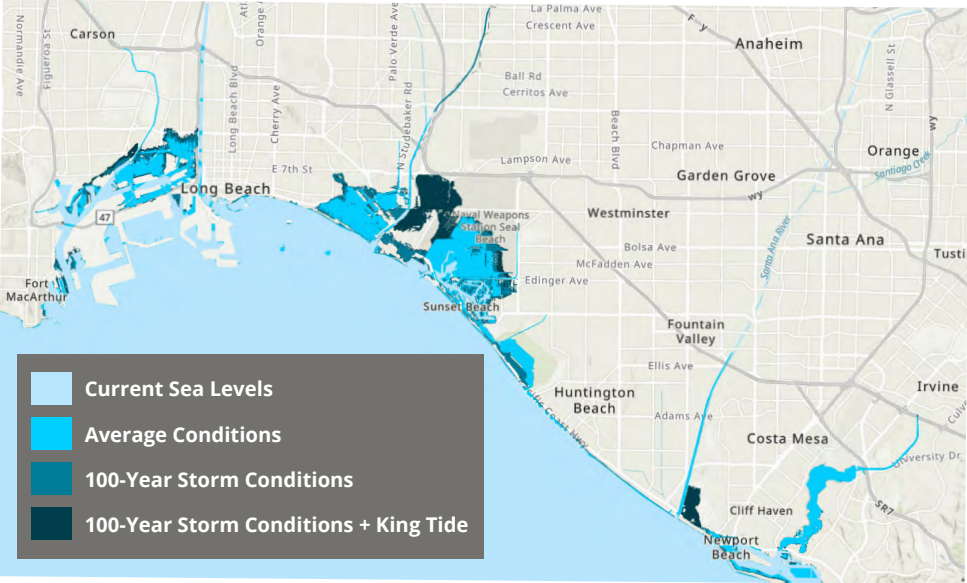 La Palma Ave
Crescent Ave
Carson
Normandie Ave
Figueroa St
Orange
Palo Verde Ave
Anaheim
N Glassell St
Ball Rd
Cerritos Ave
Long Beach Blvd
Cherry Ave
N Studebaker Rd
Beach Blvd
wy
Chapman Ave
Orange
Lampson Ave
E 7th St
Santiago Creek
Garden Grove
Long Beach
wy
47
Naval Weapons
Station Seal
Beach
Westminster
Santa Ana River
Bolsa Ave
Santa Ana
McFadden Ave
Tusti
Edinger Ave
Fort
MacArthur
Sunset Beach
Fountain
Valley
Ellis Ave
Irvine
Huntington
Beach
Pacific Coast Hwy
Adams Ave
Costa Mesa
University Dr
SR73
Cliff Haven
Newport
Beach
Current Sea Levels
Average Conditions
100-Year Storm Conditions
100-Year Storm Conditions + King Tide